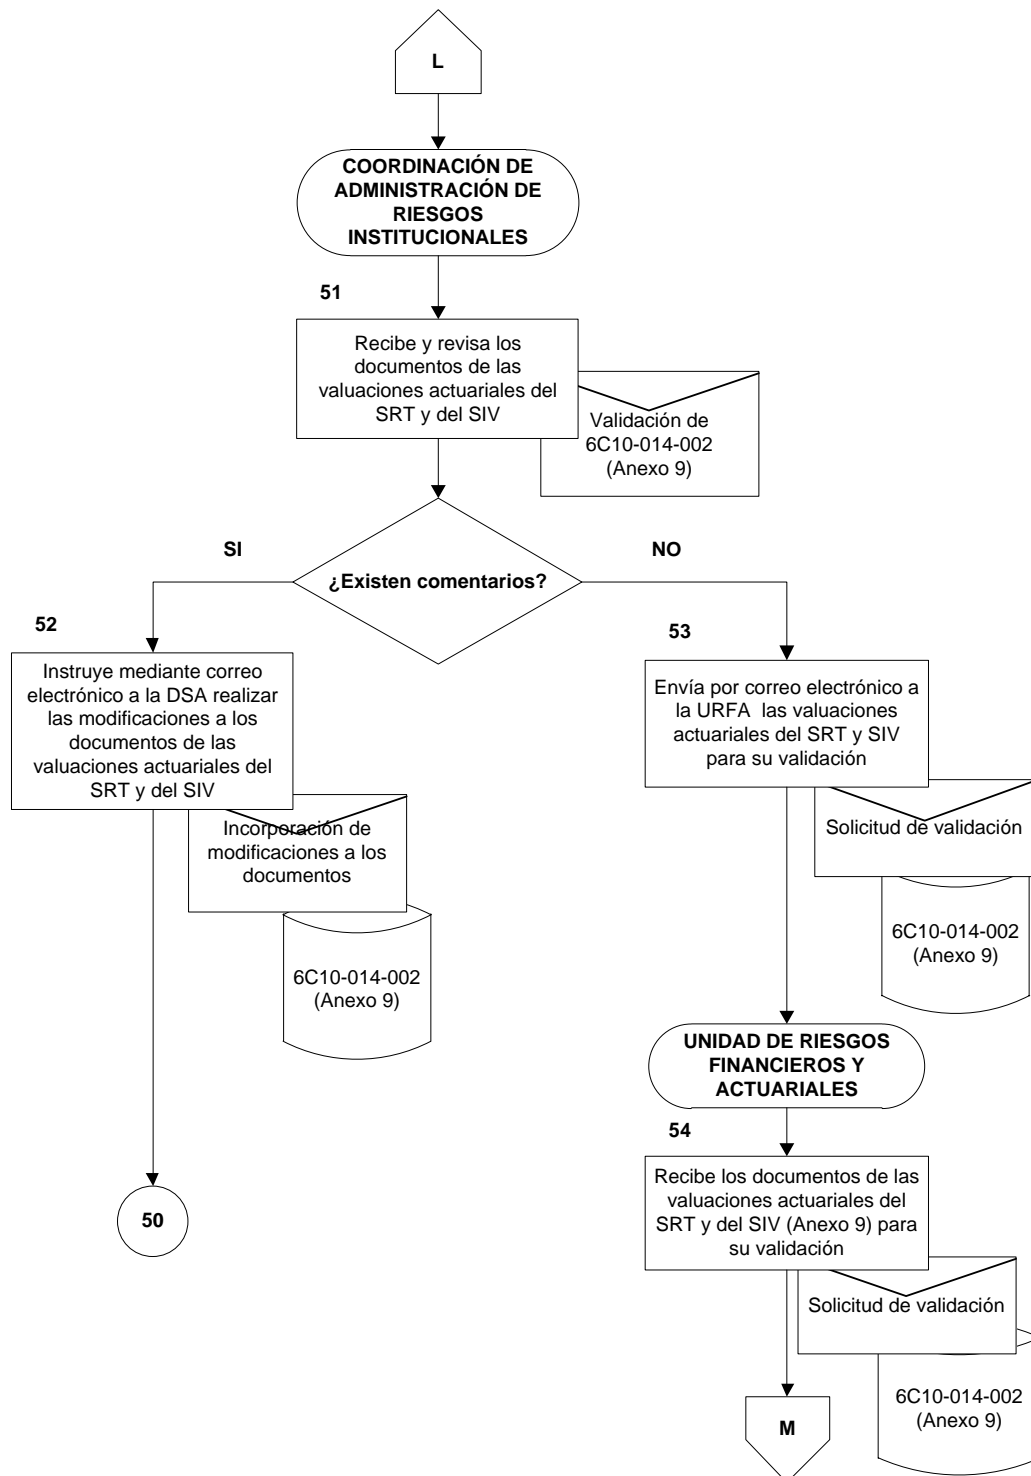 L
COORDINACIÓN DE
ADMINISTRACIÓN DE
RIESGOS
INSTITUCIONALES
51
Recibe y revisa los
documentos de las
valuaciones actuariales del
SRT y del SIV
Validación de
6C10-014-002
(Anexo 9)
¿Existen comentarios?
SI
NO
52
Instruye mediante correo
electrónico a la DSA realizar
las modificaciones a los
documentos de las
valuaciones actuariales del
SRT y del SIV
Incorporación de
modificaciones a los
documentos
6C10-014-002
(Anexo 9)
50
53
Envía por correo electrónico a
la URFA las valuaciones
actuariales del SRT y SIV
para su validación
Solicitud de validación
6C10-014-002
(Anexo 9)
UNIDAD DE RIESGOS
FINANCIEROS Y
ACTUARIALES
54
Recibe los documentos de las
valuaciones actuariales del
SRT y del SIV (Anexo 9) para
su validación
Solicitud de validación
6C10-014-002
(Anexo 9)
M